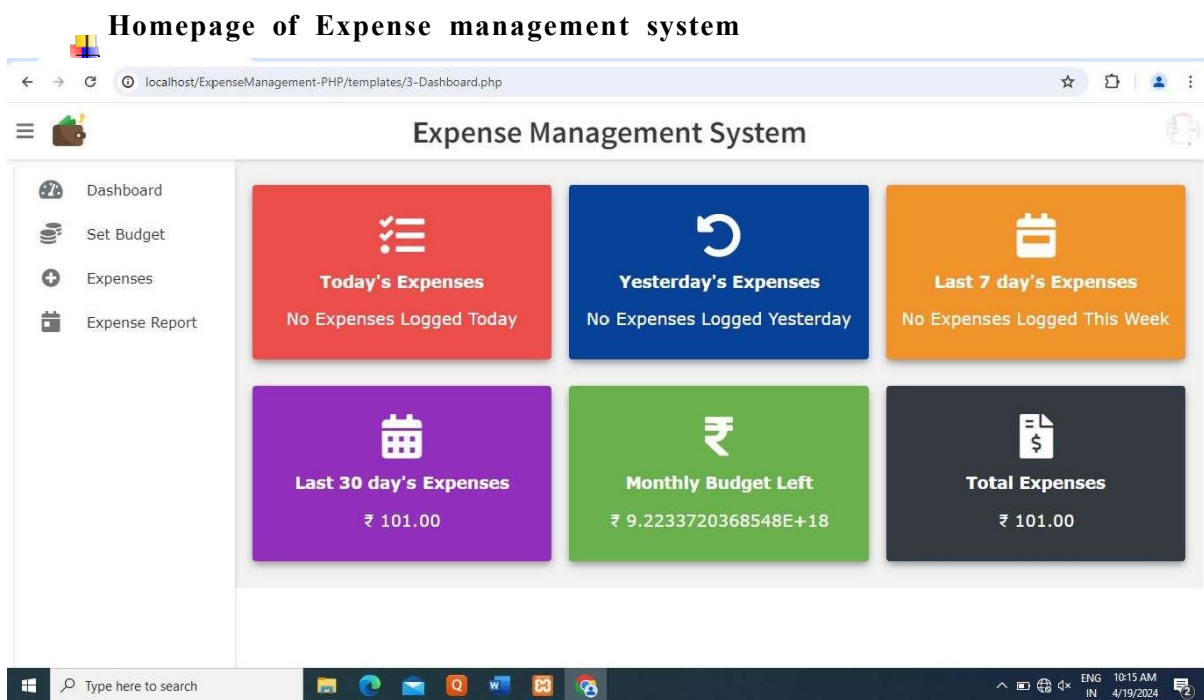 Homepage of Expense management system
localhost/ExpenseManagement-PHP/templates/3-Dashboard.php
Expense Management System
Dashboard
Set Budget
Expenses
Expense Report
Today's Expenses
No Expenses Logged Today
Yesterday's Expenses
No Expenses Logged Yesterday
Last 7 day's Expenses
No Expenses Logged This Week
Last 30 day's Expenses
₹ 101.00
Monthly Budget Left
₹ 9.2233720368548E+18
Total Expenses
₹ 101.00
Type here to search
ENG
IN
10:15 AM
4/19/2024